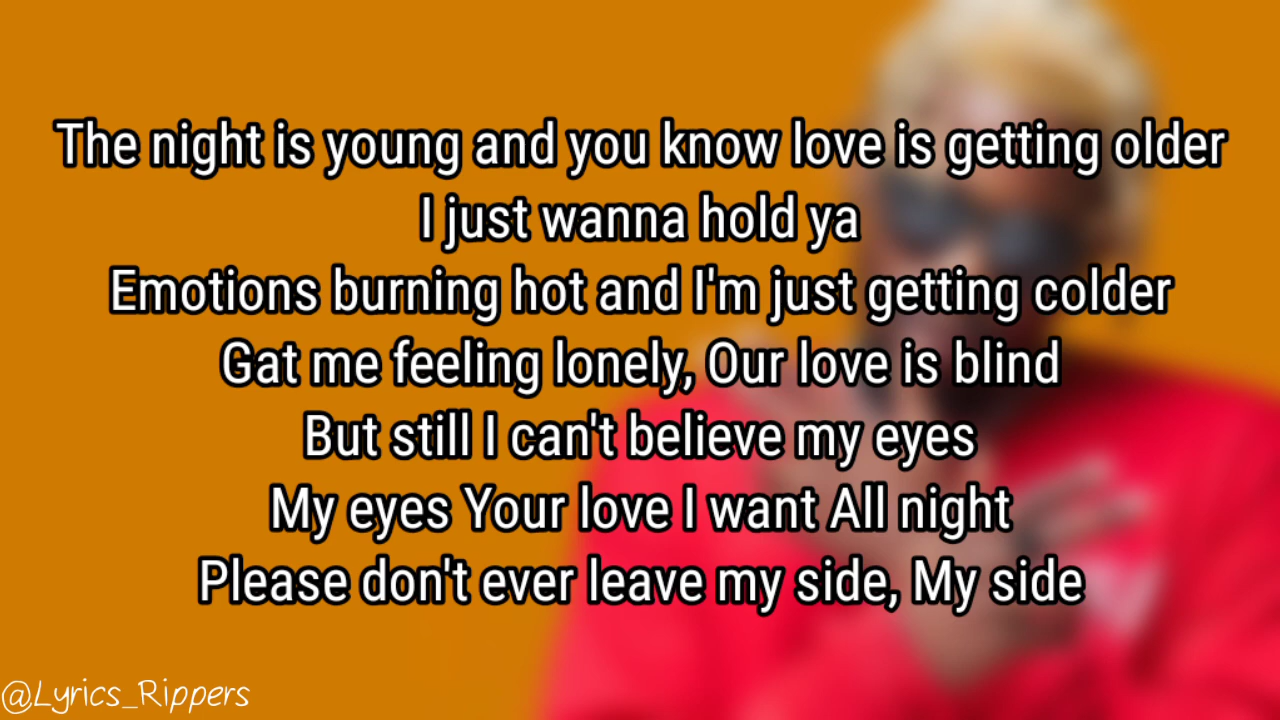 The night is young and you know love is getting older
I just wanna hold ya
Emotions burning hot and I'm just getting colder
Gat me feeling lonely, Our love is blind
But still I can't believe my eyes
My eyes Your love I want All night
Please don't ever leave my side, My side
@Lyrics_Rippers